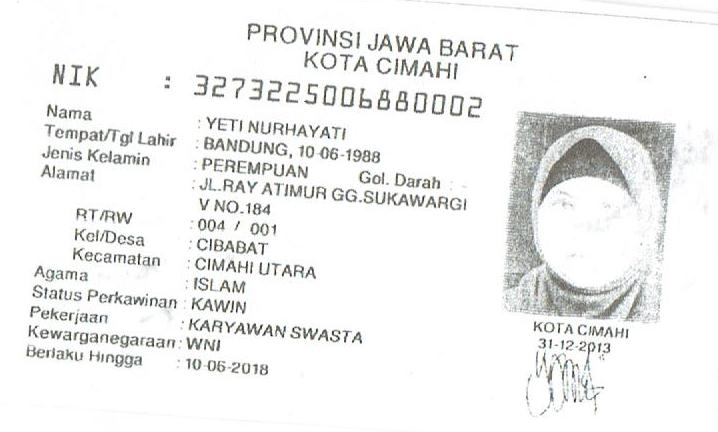 PROVINSI JAWA BARAT
KOTA CIMAHI
NIK : 3273225006880002
Nama : YETI NURHAYATI
Tempat/Tgl Lahir : BANDUNG, 10-06-1988
Jenis Kelamin : PEREMPUAN Gol. Darah : -
Alamat : JL.RAY ATIMUR GG.SUKAWARGI
V NO.184
RT/RW : 004 / 001
Kel/Desa : CIBABAT
Kecamatan : CIMAHI UTARA
Agama : ISLAM
Status Perkawinan : KAWIN
Pekerjaan : KARYAWAN SWASTA
Kewarganegaraan : WNI
Berlaku Hingga : 10-06-2018
KOTA CIMAHI
31-12-2013